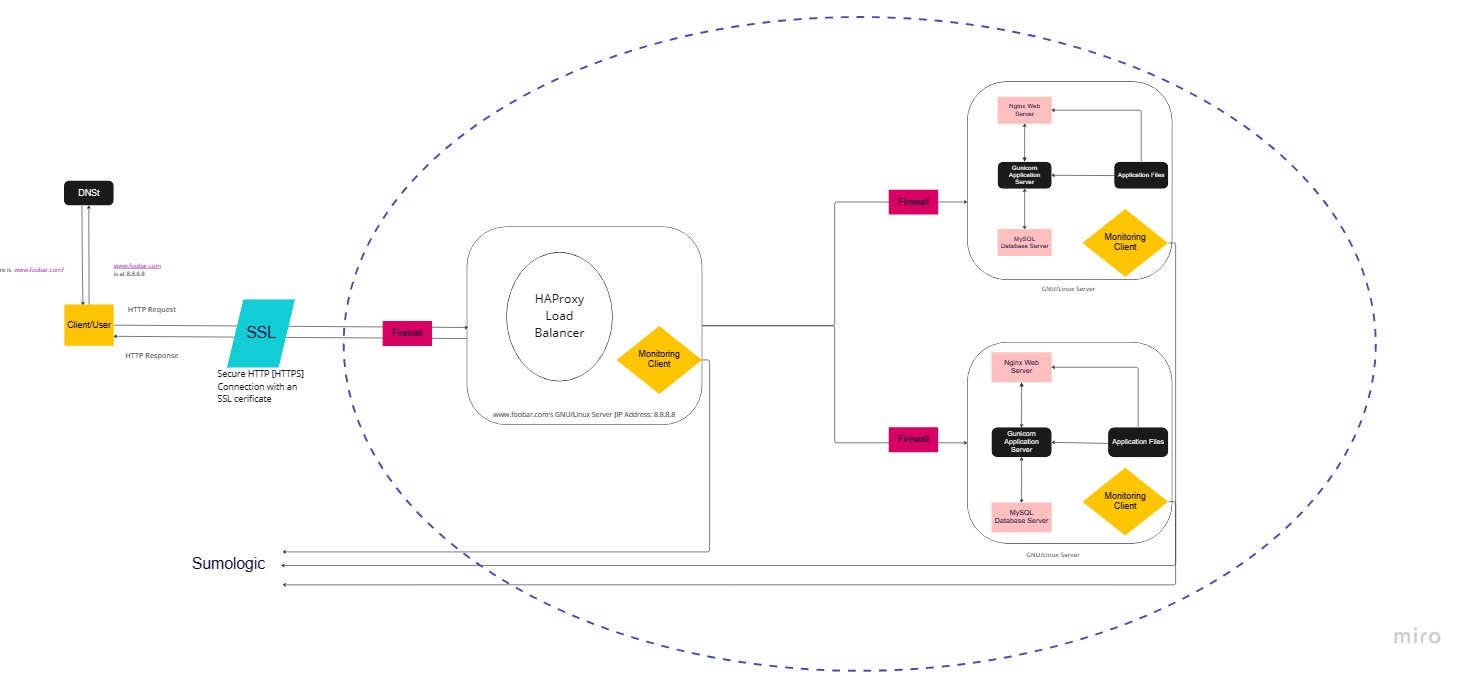 DNSt
re is www.foobar.com?
www.foobar.com
is at 8.8.8.8
Client/User
HTTP Request
HTTP Response
SSL
Secure HTTP [HTTPS]
Connection with an
SSL cerificate
Firewall
HAProxy
Load
Balancer
Monitoring
Client
www.foobar.com's GNU/Linux Server [IP Address: 8.8.8.8
Firewall
Nginx Web
Server
Gunicorn
Application
Server
Application Files
MySQL
Database Server
Monitoring
Client
GNU/Linux Server
Firewall
Nginx Web
Server
Gunicorn
Application
Server
Application Files
MySQL
Database Server
Monitoring
Client
GNU/Linux Server
Sumologic
miro